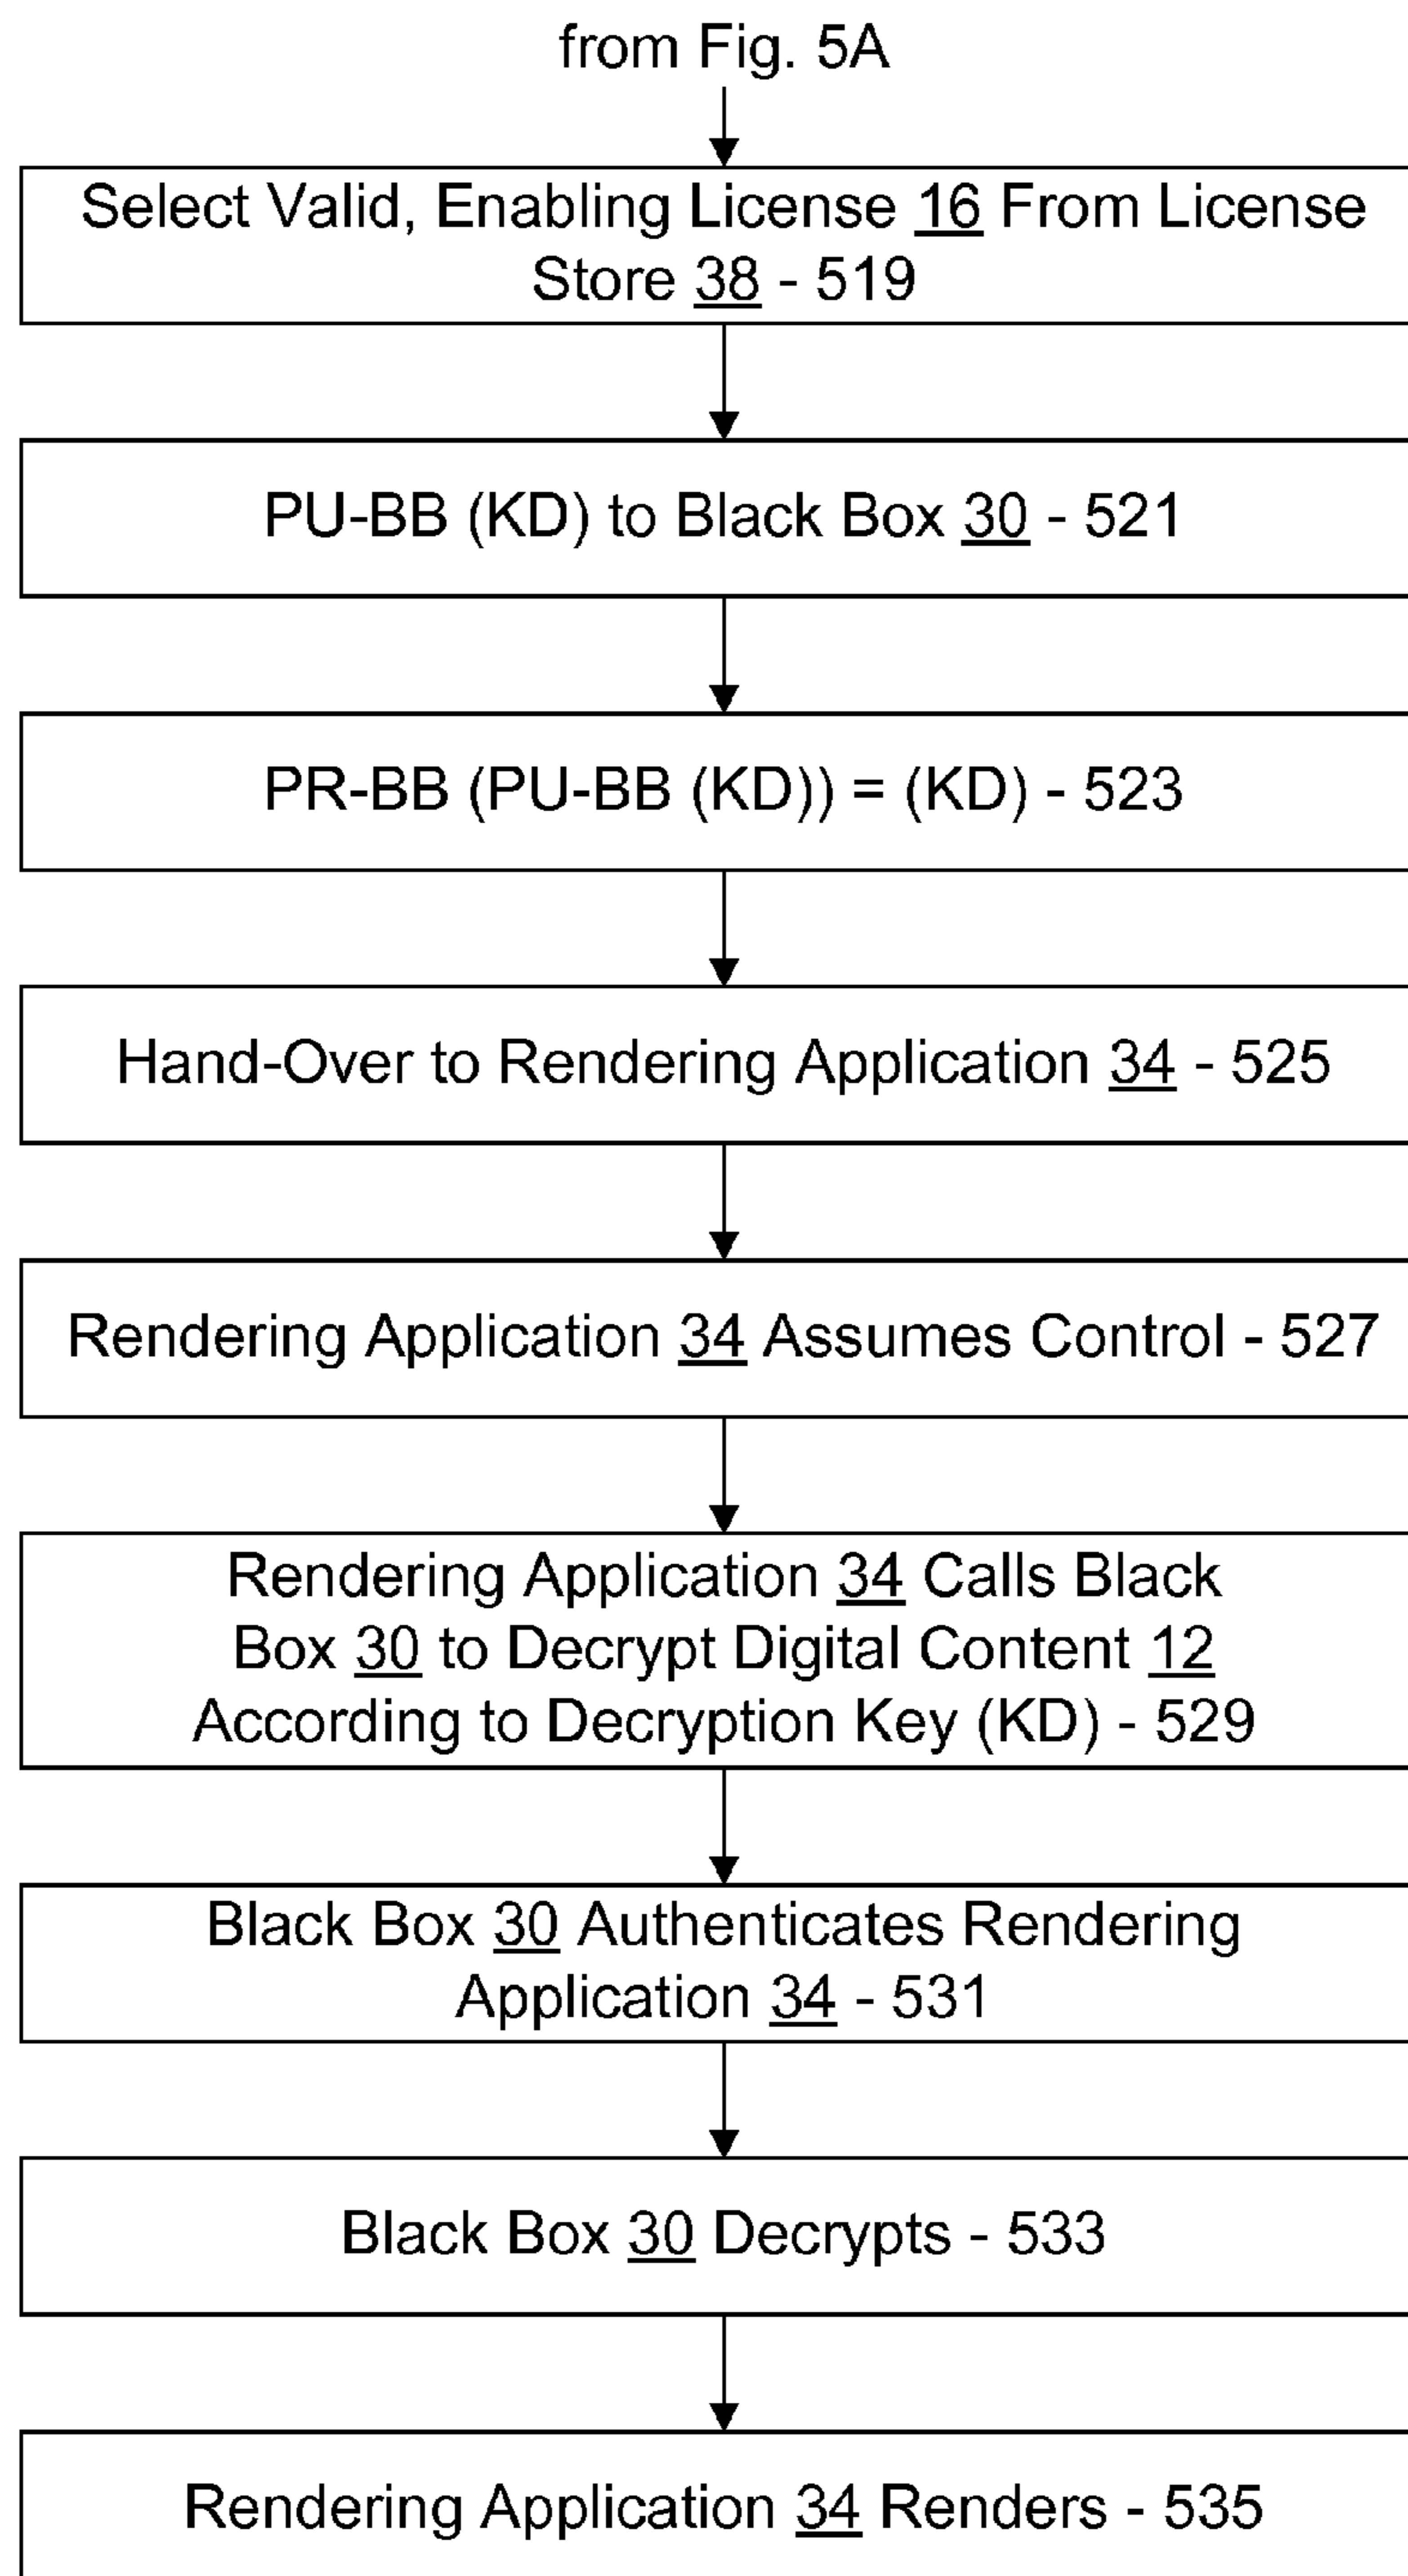 from Fig. 5A
Select Valid, Enabling License 16 From License
Store 38 - 519
PU-BB (KD) to Black Box 30 - 521
PR-BB (PU-BB (KD)) = (KD) - 523
Hand-Over to Rendering Application 34 - 525
Rendering Application 34 Assumes Control - 527
Rendering Application 34 Calls Black
Box 30 to Decrypt Digital Content 12
According to Decryption Key (KD) - 529
Black Box 30 Authenticates Rendering
Application 34 - 531
Black Box 30 Decrypts - 533
Rendering Application 34 Renders - 535